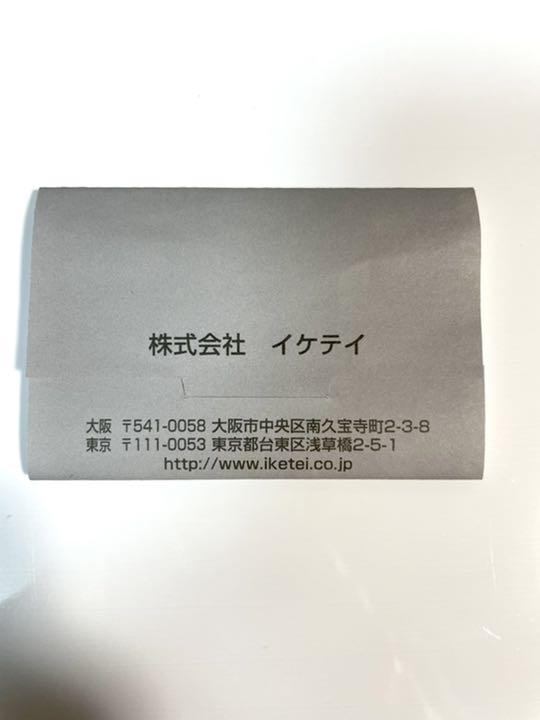 株式会社　イケテイ
大阪 〒541-0058 大阪市中央区南久宝寺町2-3-8
東京 〒111-0053 東京都台東区浅草橋2-5-1
http://www.iketei.co.jp